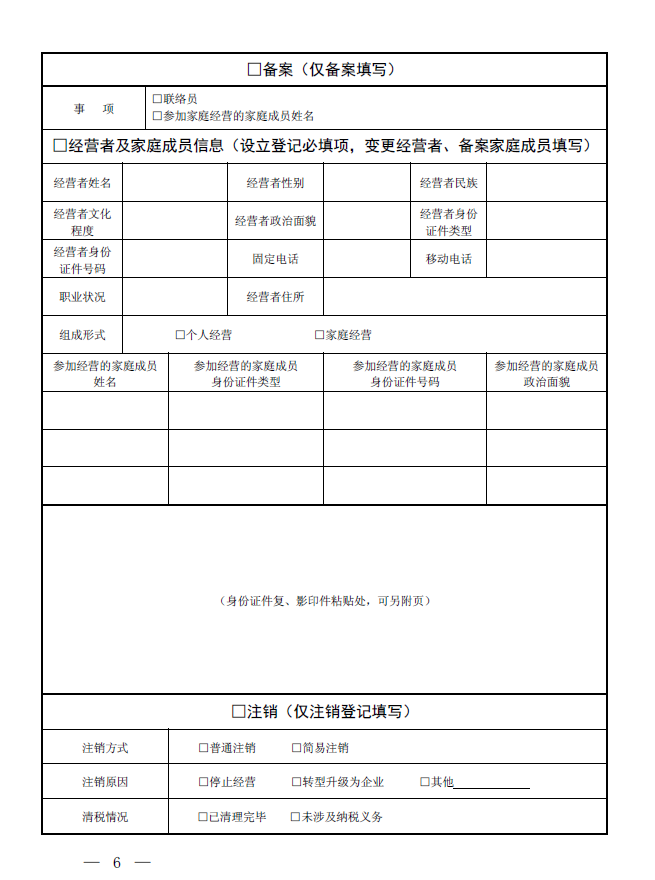 □备案（仅备案填写）
事 项
□联络员
□参加家庭经营的家庭成员姓名
□经营者及家庭成员信息（设立登记必填项，变更经营者、备案家庭成员填写）
经营者姓名 经营者性别 经营者民族
经营者文化
程度
经营者政治面貌
经营者身份
证件类型
经营者身份
证件号码
固定电话 移动电话
职业状况 经营者住所
组成形式 □个人经营 □家庭经营
参加经营的家庭成员
姓名
参加经营的家庭成员
身份证件类型
参加经营的家庭成员
身份证件号码
参加经营的家庭成员
政治面貌
（身份证件复、影印件粘贴处，可另附页）
□注销（仅注销登记填写）
注销方式 □普通注销 □简易注销
注销原因 □停止经营 □转型升级为企业 □其他________
清税情况 □已清理完毕 □未涉及纳税义务
— 6 —